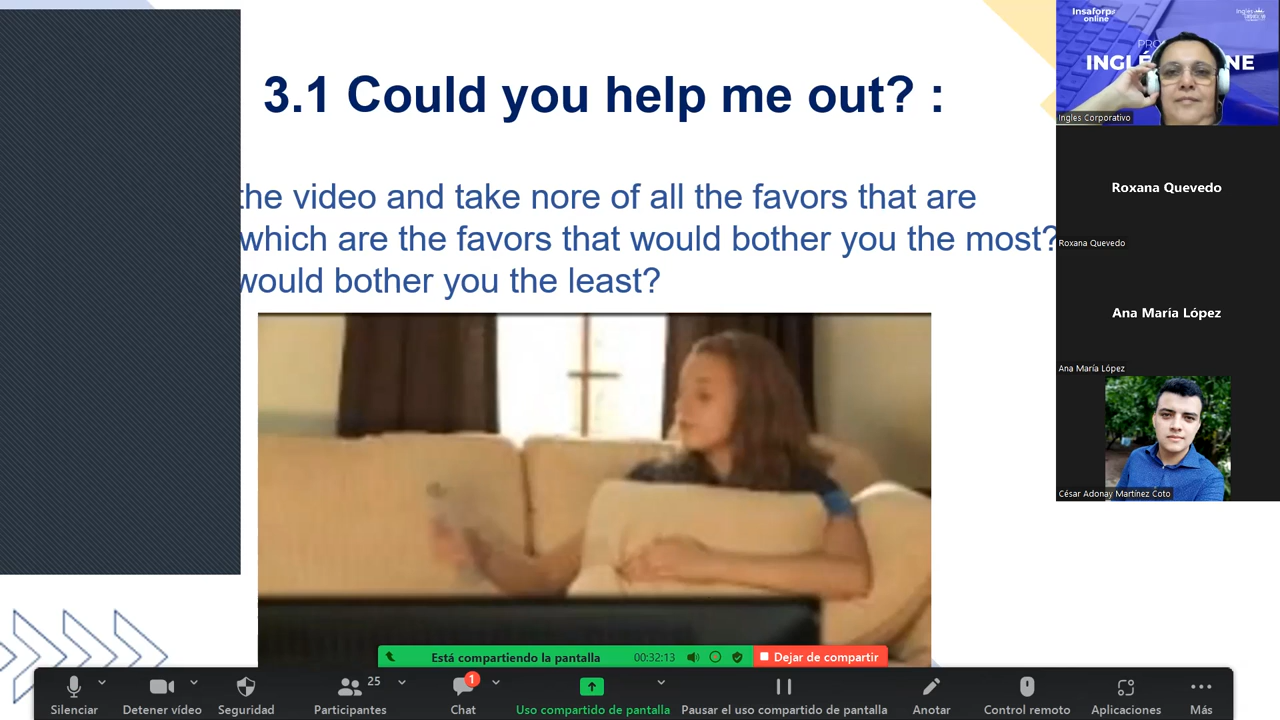 3.1 Could you help me out? :
the video and take nore of all the favors that are
which are the favors that would bother you the most?
would bother you the least?
Insaforp
online
INGLÉ
NE
Ingles Corporativo
Roxana Quevedo
Roxana Quevedo
Ana María López
Ana María López
César Adonay Martínez Coto
Está compartiendo la pantalla
00:32:13
Dejar de compartir
25
1
Silenciar
Detener vídeo
Seguridad
Participantes
Chat
Uso compartido de pantalla
Pausar el uso compartido de pantalla
Anotar
Control remoto
Aplicaciones
Más